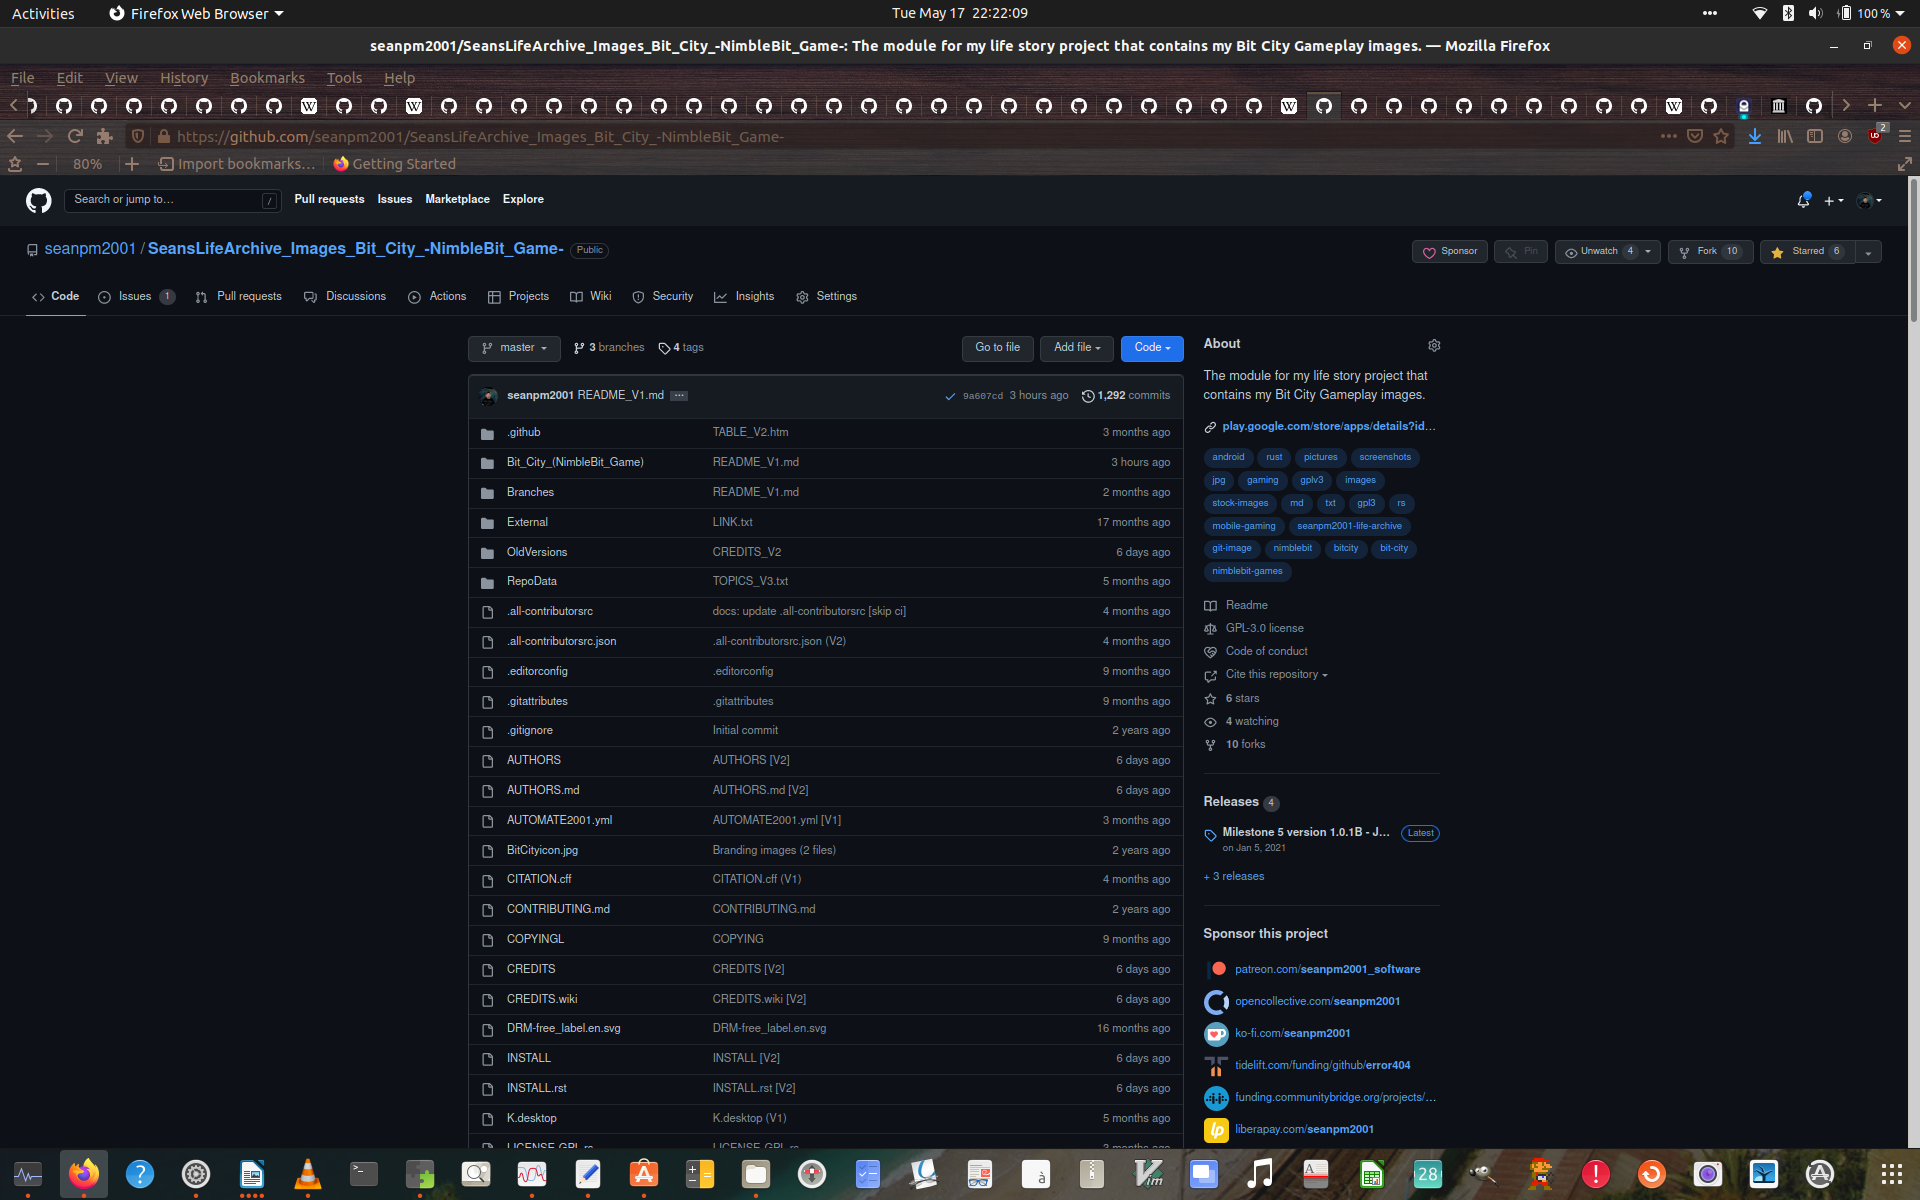 Activities
Firefox Web Browser
Tue May 17  22:22:09
100 %
seanpm2001/SeansLifeArchive_Images_Bit_City_-NimbleBit_Game-: The module for my life story project that contains my Bit City Gameplay images. — Mozilla Firefox
File Edit View History Bookmarks Tools Help
https://github.com/seanpm2001/SeansLifeArchive_Images_Bit_City_-NimbleBit_Game-
2
80%
Import bookmarks...
Getting Started
Search or jump to...
/
Pull requests Issues Marketplace Explore
seanpm2001 / SeansLifeArchive_Images_Bit_City_-NimbleBit_Game-
Public
Sponsor
Pin
Unwatch 4
Fork 10
Starred 6
Code
Issues 1
Pull requests
Discussions
Actions
Projects
Wiki
Security
Insights
Settings
master
3 branches
4 tags
Go to file
Add file
Code
seanpm2001 README_V1.md ...
9a607cd 3 hours ago
1,292 commits
.github TABLE_V2.htm 3 months ago
Bit_City_(NimbleBit_Game) README_V1.md 3 hours ago
Branches README_V1.md 2 months ago
External LINK.txt 17 months ago
OldVersions CREDITS_V2 6 days ago
RepoData TOPICS_V3.txt 5 months ago
.all-contributorsrc docs: update .all-contributorsrc [skip ci] 4 months ago
.all-contributorsrc.json .all-contributorsrc.json (V2) 4 months ago
.editorconfig .editorconfig 9 months ago
.gitattributes .gitattributes 9 months ago
.gitignore Initial commit 2 years ago
AUTHORS AUTHORS [V2] 6 days ago
AUTHORS.md AUTHORS.md [V2] 6 days ago
AUTOMATE2001.yml AUTOMATE2001.yml [V1] 3 months ago
BitCityicon.jpg Branding images (2 files) 2 years ago
CITATION.cff CITATION.cff (V1) 4 months ago
CONTRIBUTING.md CONTRIBUTING.md 2 years ago
COPYINGL COPYING 9 months ago
CREDITS CREDITS [V2] 6 days ago
CREDITS.wiki CREDITS.wiki [V2] 6 days ago
DRM-free_label.en.svg DRM-free_label.en.svg 16 months ago
INSTALL INSTALL [V2] 6 days ago
INSTALL.rst INSTALL.rst [V2] 6 days ago
K.desktop K.desktop (V1) 5 months ago
About
The module for my life story project that
contains my Bit City Gameplay images.
play.google.com/store/apps/details?id...
android rust pictures screenshots
jpg gaming gplv3 images
stock-images md txt gpl3 rs
mobile-gaming seanpm2001-life-archive
git-image nimblebit bitcity bit-city
nimblebit-games
Readme
GPL-3.0 license
Code of conduct
Cite this repository
6 stars
4 watching
10 forks
Releases 4
Milestone 5 version 1.0.1B - J... Latest
on Jan 5, 2021
+ 3 releases
Sponsor this project
patreon.com/seanpm2001_software
opencollective.com/seanpm2001
ko-fi.com/seanpm2001
tidelift.com/funding/github/error404
funding.communitybridge.org/projects/...
liberapay.com/seanpm2001
28